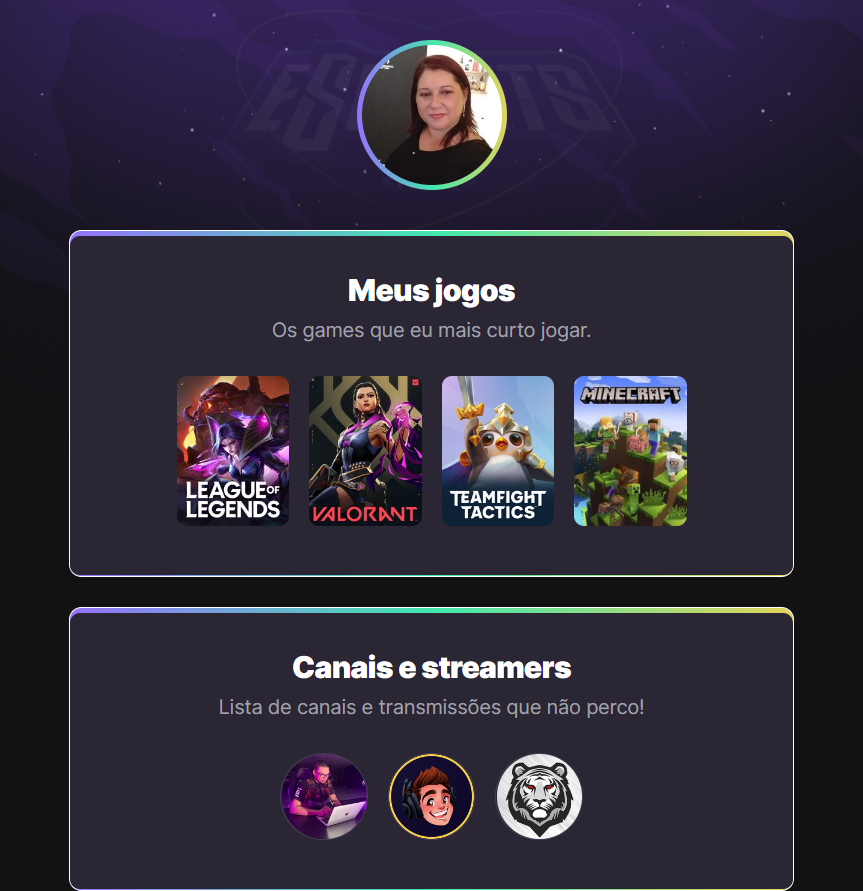 ESPORTS
Meus jogos
Os games que eu mais curto jogar.
LEAGUE OF
LEGENDS
VALORANT
TEAMFIGHT
TACTICS
MINECRAFT
Canais e streamers
Lista de canais e transmissões que não perco!